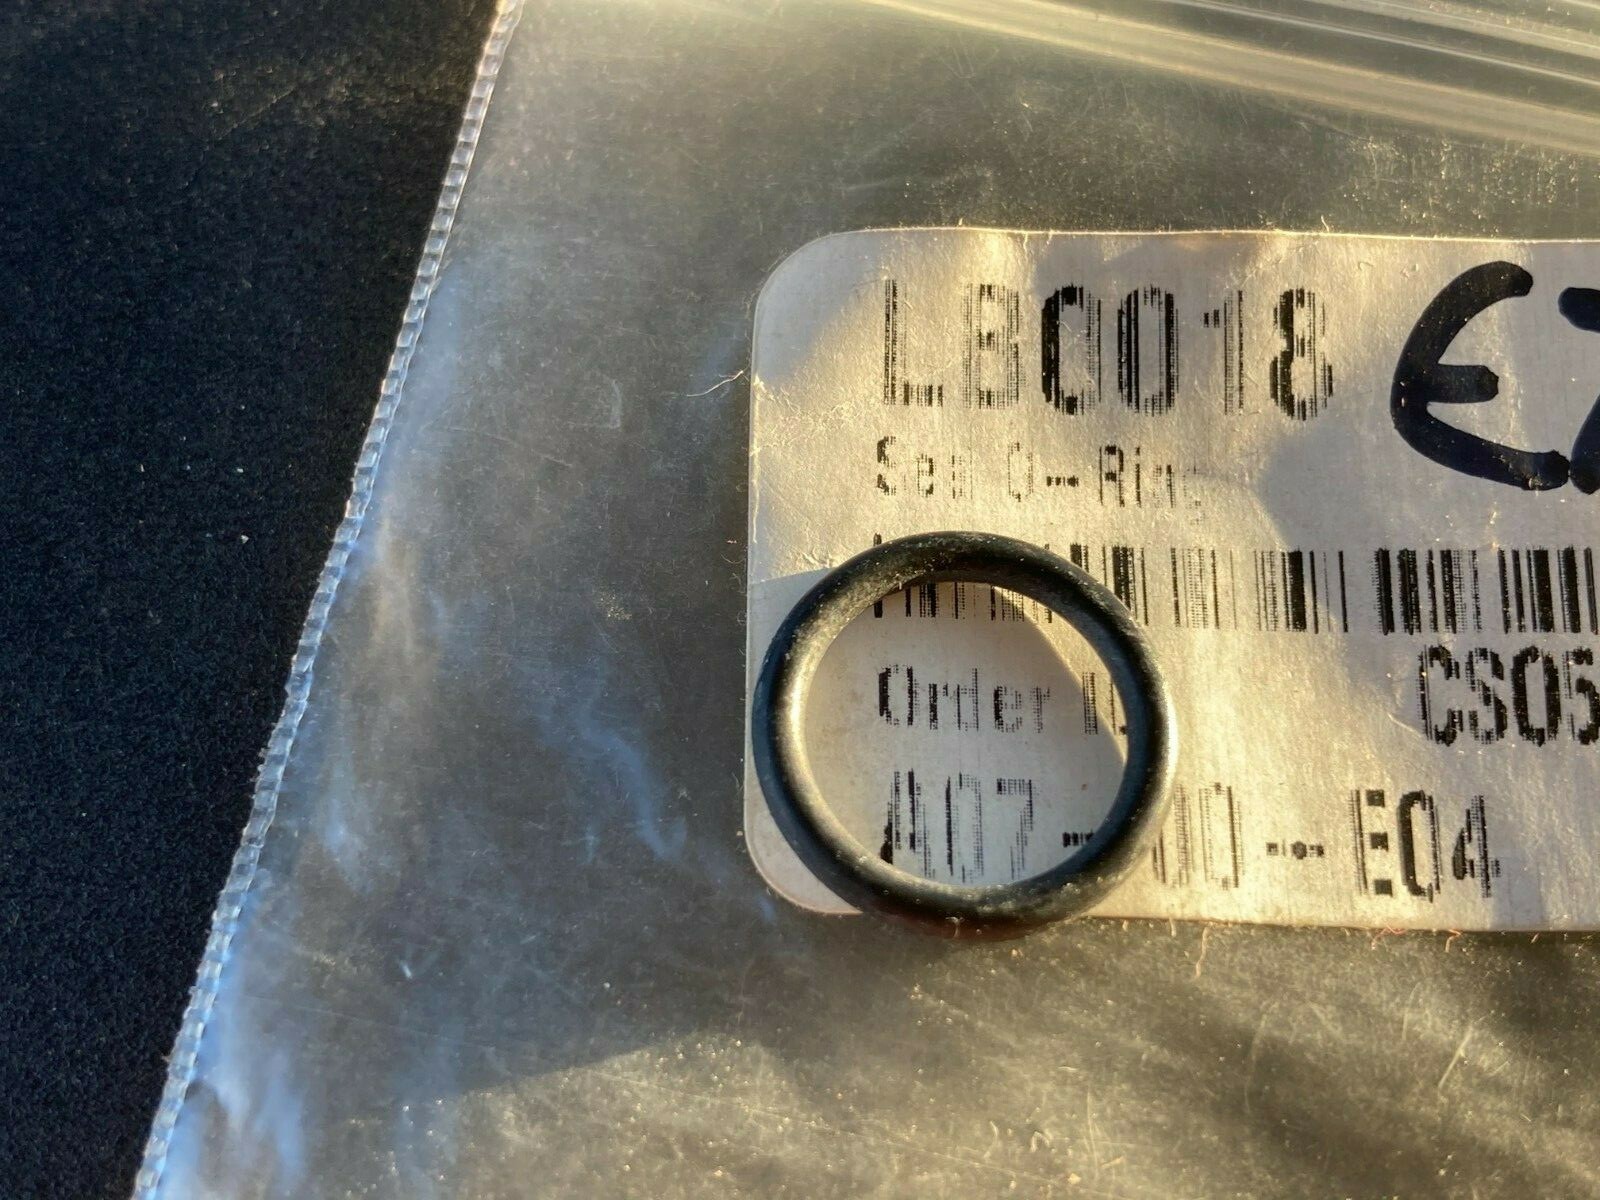 LB0018
Seal O-Ring
Order
CS05
E04